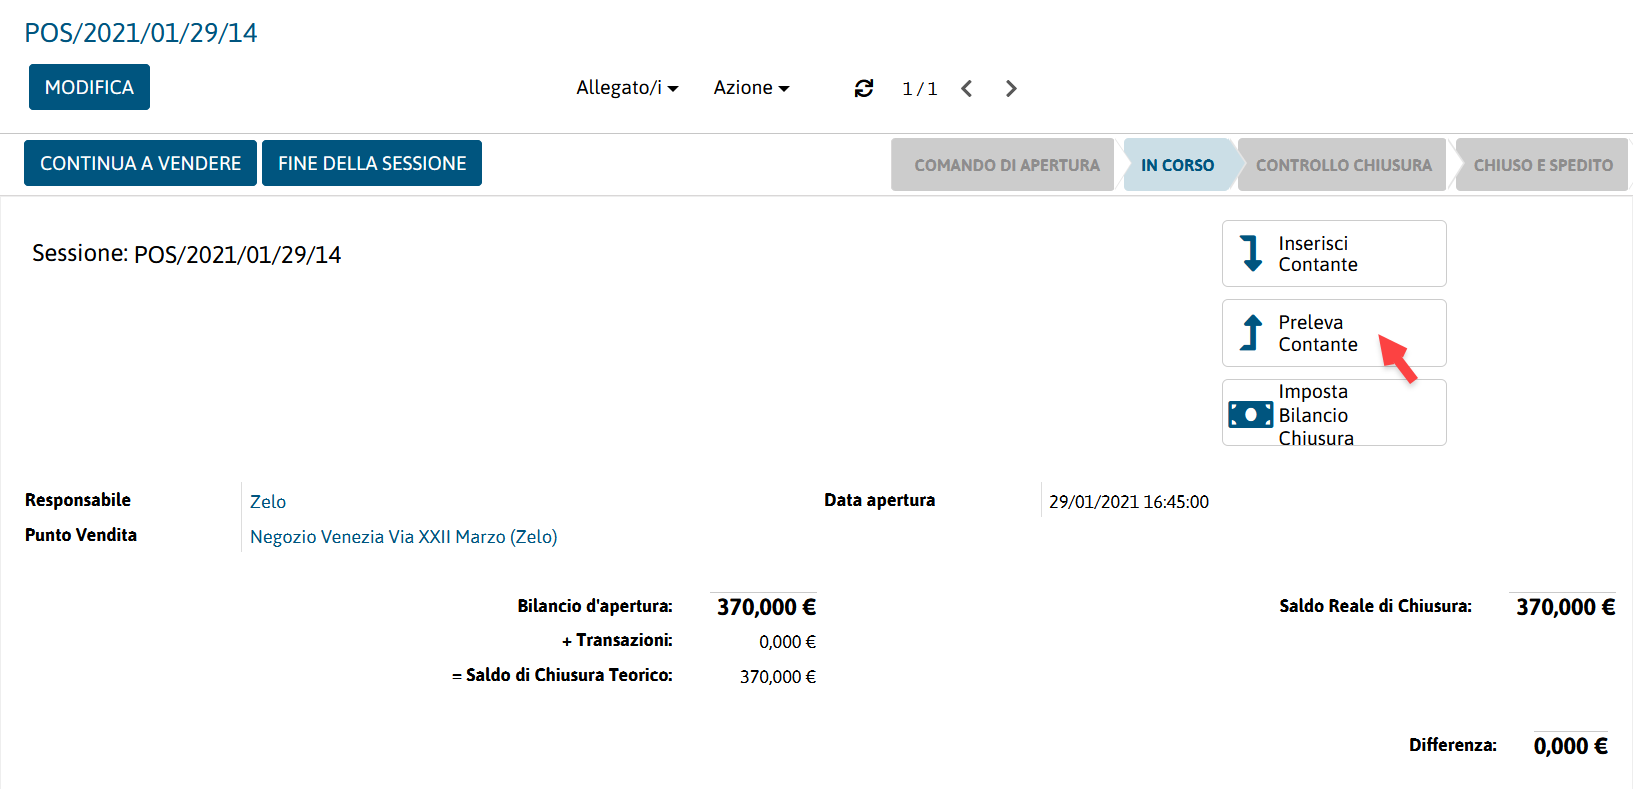 POS/2021/01/29/14
MODIFICA
Allegato/i
Azione
1 / 1
CONTINUA A VENDERE
FINE DELLA SESSIONE
COMANDO DI APERTURA
IN CORSO
CONTROLLO CHIUSURA
CHIUSO E SPEDITO
Sessione: POS/2021/01/29/14
Inserisci
Contante
Preleva
Contante
Imposta
Bilancio
Chiusura
Responsabile
Zelo
Data apertura
29/01/2021 16:45:00
Punto Vendita
Negozio Venezia Via XXII Marzo (Zelo)
Bilancio d'apertura:
370,000 €
Saldo Reale di Chiusura:
370,000 €
+ Transazioni:
0,000 €
= Saldo di Chiusura Teorico:
370,000 €
Differenza:
0,000 €